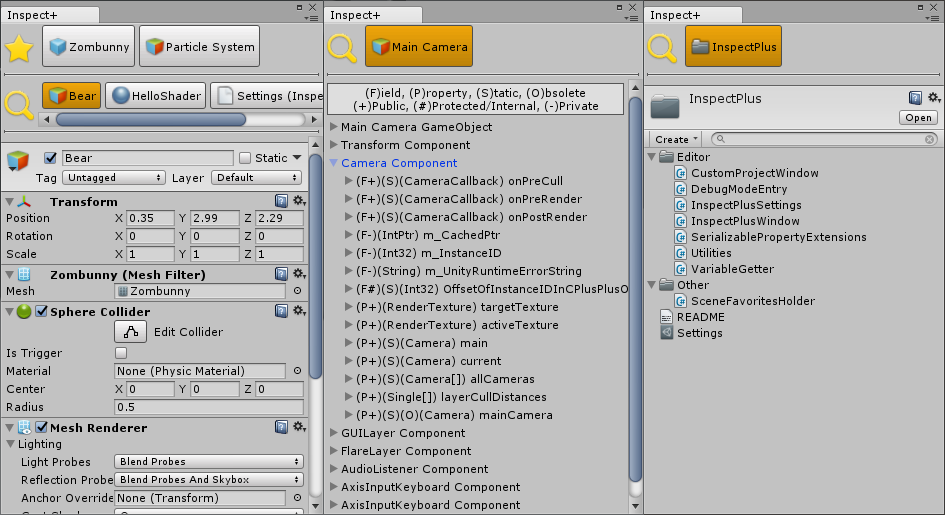 Inspect+
Zombunny
Particle System
Bear
HelloShader
Settings (Inspe
Bear
Static
Tag
Untagged
Layer
Default
Transform
Position X 0.35 Y 2.99 Z 2.29
Rotation X 0 Y 0 Z 0
Scale X 1 Y 1 Z 1
Zombunny (Mesh Filter)
Mesh Zombunny
Sphere Collider
Edit Collider
Is Trigger
Material None (Physic Material)
Center X 0 Y 0 Z 0
Radius 0.5
Mesh Renderer
Lighting
Light Probes Blend Probes
Reflection Probe Blend Probes And Skybox
Anchor Override None (Transform)
Inspect+
Main Camera
(F)ield, (P)roperty, (S)tatic, (O)bsolete
(+)Public, (#)Protected/Internal, (-)Private
Main Camera GameObject
Transform Component
Camera Component
(F+)(S)(CameraCallback) onPreCull
(F+)(S)(CameraCallback) onPreRender
(F+)(S)(CameraCallback) onPostRender
(F-)(IntPtr) m_CachedPtr
(F-)(Int32) m_InstanceID
(F-)(String) m_UnityRuntimeErrorString
(F#)(S)(Int32) OffsetOfInstanceIDInCPlusPlusO
(P+)(RenderTexture) targetTexture
(P+)(RenderTexture) activeTexture
(P+)(S)(Camera) main
(P+)(S)(Camera) current
(P+)(S)(Camera[]) allCameras
(P+)(Single[]) layerCullDistances
(P+)(S)(O)(Camera) mainCamera
GUILayer Component
FlareLayer Component
AudioListener Component
AxisInputKeyboard Component
AxisInputKeyboard Component
Inspect+
InspectPlus
InspectPlus
Open
Create
Editor
CustomProjectWindow
DebugModeEntry
InspectPlusSettings
InspectPlusWindow
SerializablePropertyExtensions
Utilities
VariableGetter
Other
SceneFavoritesHolder
README
Settings